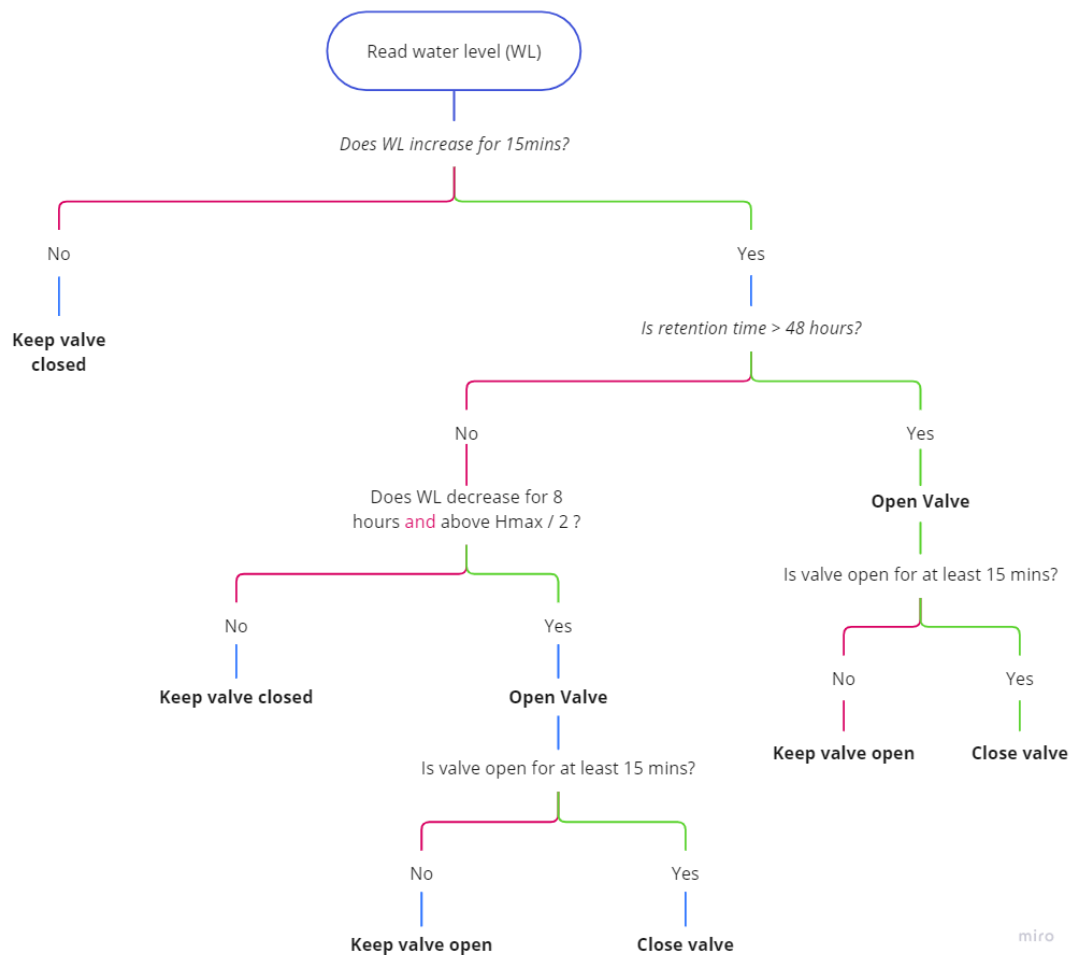 Read water level (WL)
Does WL increase for 15mins?
No
Yes
Keep valve
closed
Is retention time > 48 hours?
No
Yes
Does WL decrease for 8
hours and above Hmax / 2 ?
Open Valve
Is valve open for at least 15 mins?
No
Yes
No
Yes
Keep valve closed
Open Valve
Keep valve open
Close valve
Is valve open for at least 15 mins?
No
Yes
Keep valve open
Close valve
miro